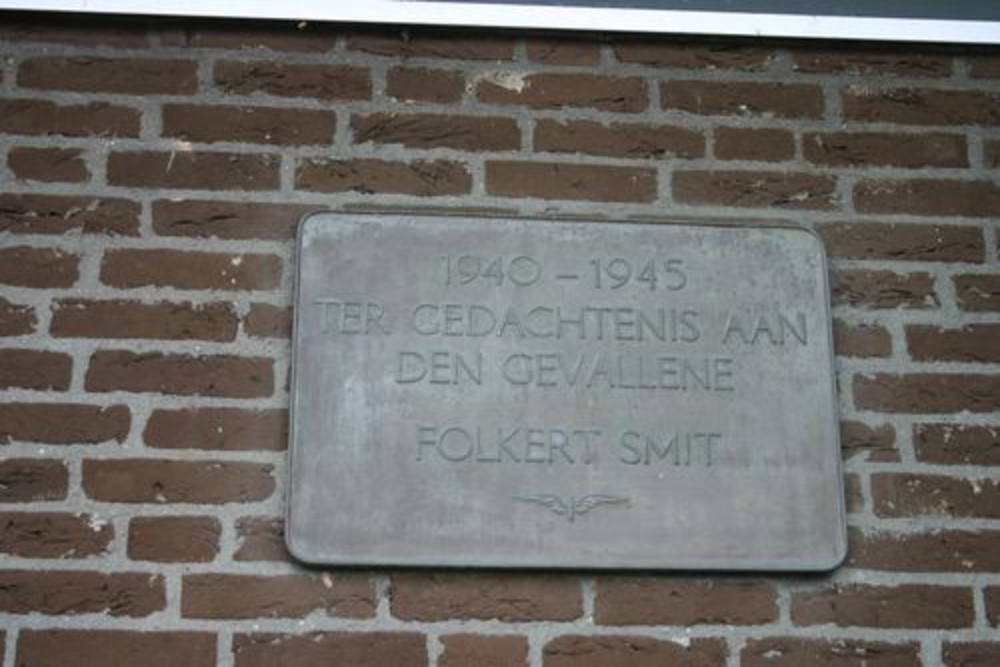 1940 – 1945
TER GEDACHTENIS AAN
DEN GEVALLENE
FOLKERT SMIT